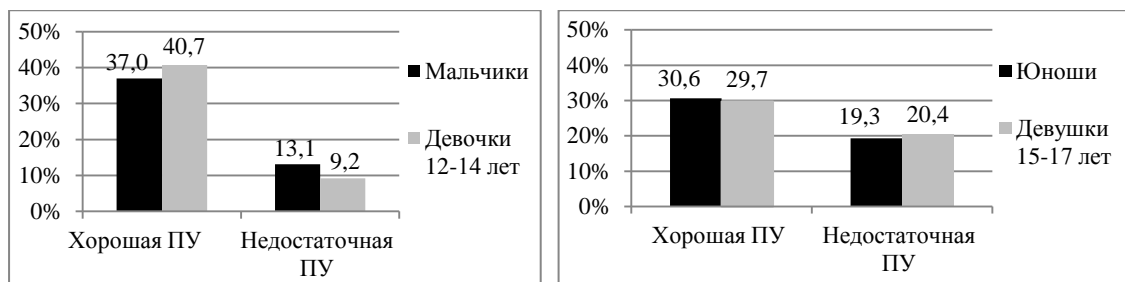 50%
40%
30%
20%
10%
0%
37,0
40,7
13,1
9,2
Хорошая ПУ
Недостаточная
ПУ
Мальчики
Девочки
12-14 лет
50%
40%
30%
20%
10%
0%
30,6
29,7
19,3
20,4
Хорошая ПУ
Недостаточная
ПУ
Юноши
Девушки
15-17 лет